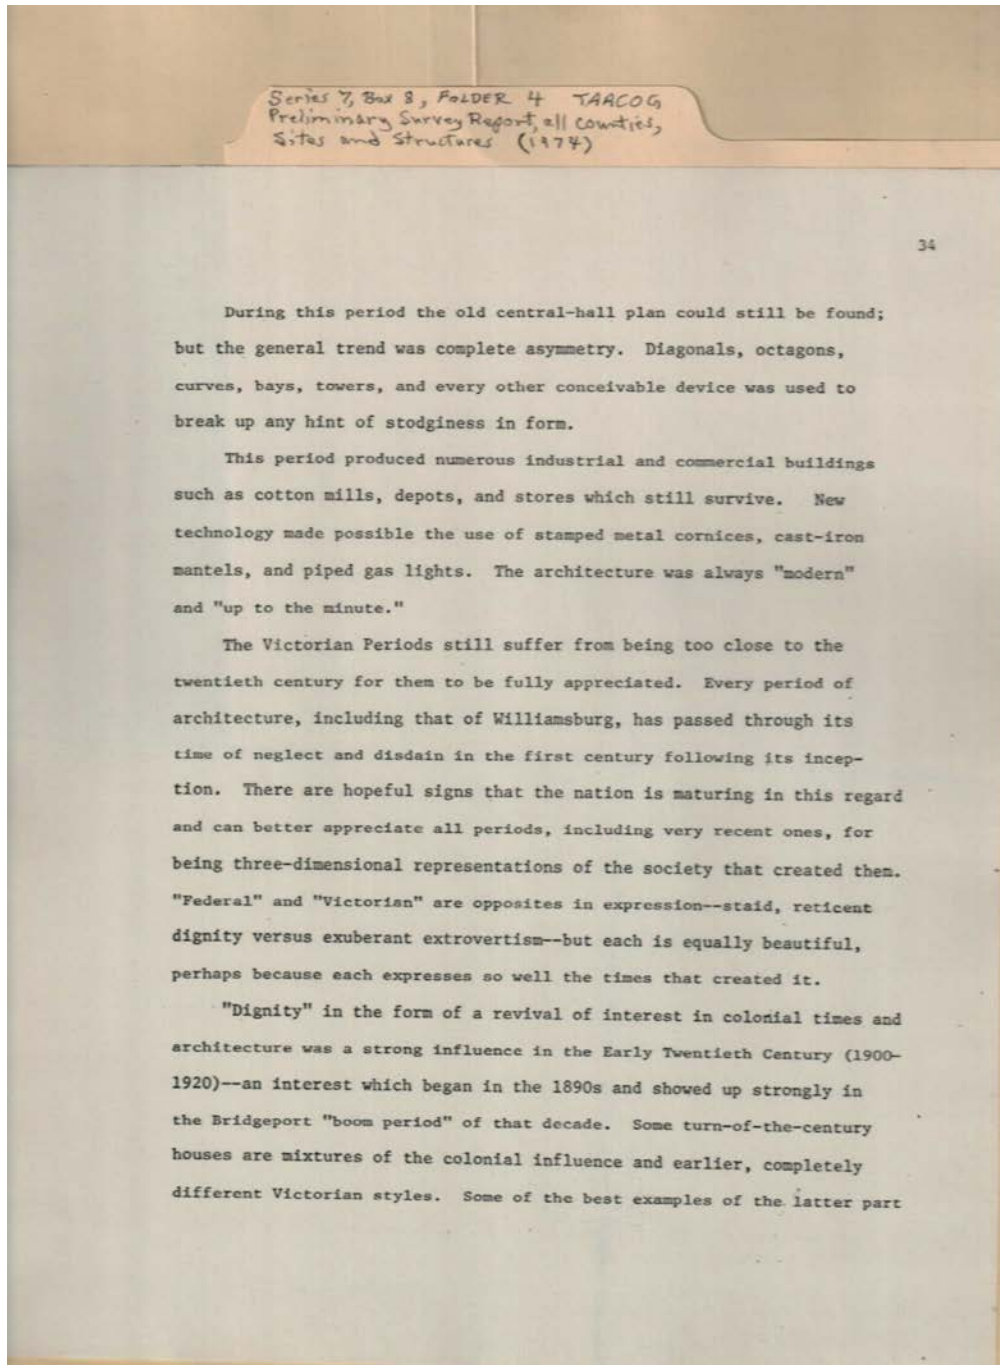 Series 7, Box 8, FOLDER 4 TAACOG
Preliminary Survey Report, all counties,
Sites and Structures (1974)
34
During this period the old central-hall plan could still be found;
but the general trend was complete asymmetry. Diagonals, octagons,
curves, bays, towers, and every other conceivable device was used to
break up any hint of stodginess in form.
This period produced numerous industrial and commercial buildings
such as cotton mills, depots, and stores which still survive. New
technology made possible the use of stamped metal cornices, cast-iron
mantels, and piped gas lights. The architecture was always "modern"
and "up to the minute."
The Victorian Periods still suffer from being too close to the
twentieth century for them to be fully appreciated. Every period of
architecture, including that of Williamsburg, has passed through its
time of neglect and disdain in the first century following its incep-
tion. There are hopeful signs that the nation is maturing in this regard
and can better appreciate all periods, including very recent ones, for
being three-dimensional representations of the society that created them.
"Federal" and "Victorian" are opposites in expression--staid, reticent
dignity versus exuberant extrovertism--but each is equally beautiful,
perhaps because each expresses so well the times that created it.
"Dignity" in the form of a revival of interest in colonial times and
architecture was a strong influence in the Early Twentieth Century (1900-
1920)--an interest which began in the 1890s and showed up strongly in
the Bridgeport "boom period" of that decade. Some turn-of-the-century
houses are mixtures of the colonial influence and earlier, completely
different Victorian styles. Some of the best examples of the latter part